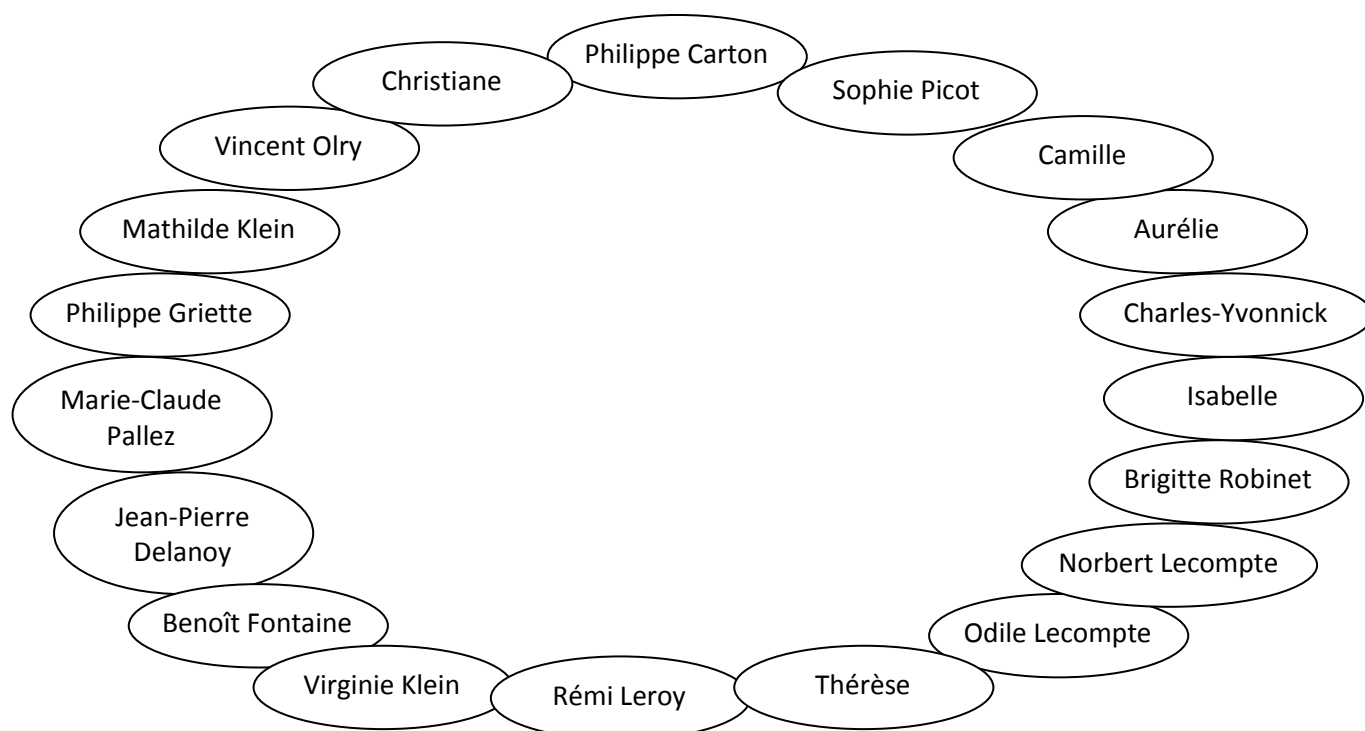 Philippe Carton
Sophie Picot
Camille
Aurélie
Charles-Yvonnick
Isabelle
Brigitte Robinet
Norbert Lecompte
Odile Lecompte
Thérèse
Rémi Leroy
Virginie Klein
Benoît Fontaine
Jean-Pierre
Delanoy
Marie-Claude
Pallez
Philippe Griette
Mathilde Klein
Vincent Olry
Christiane